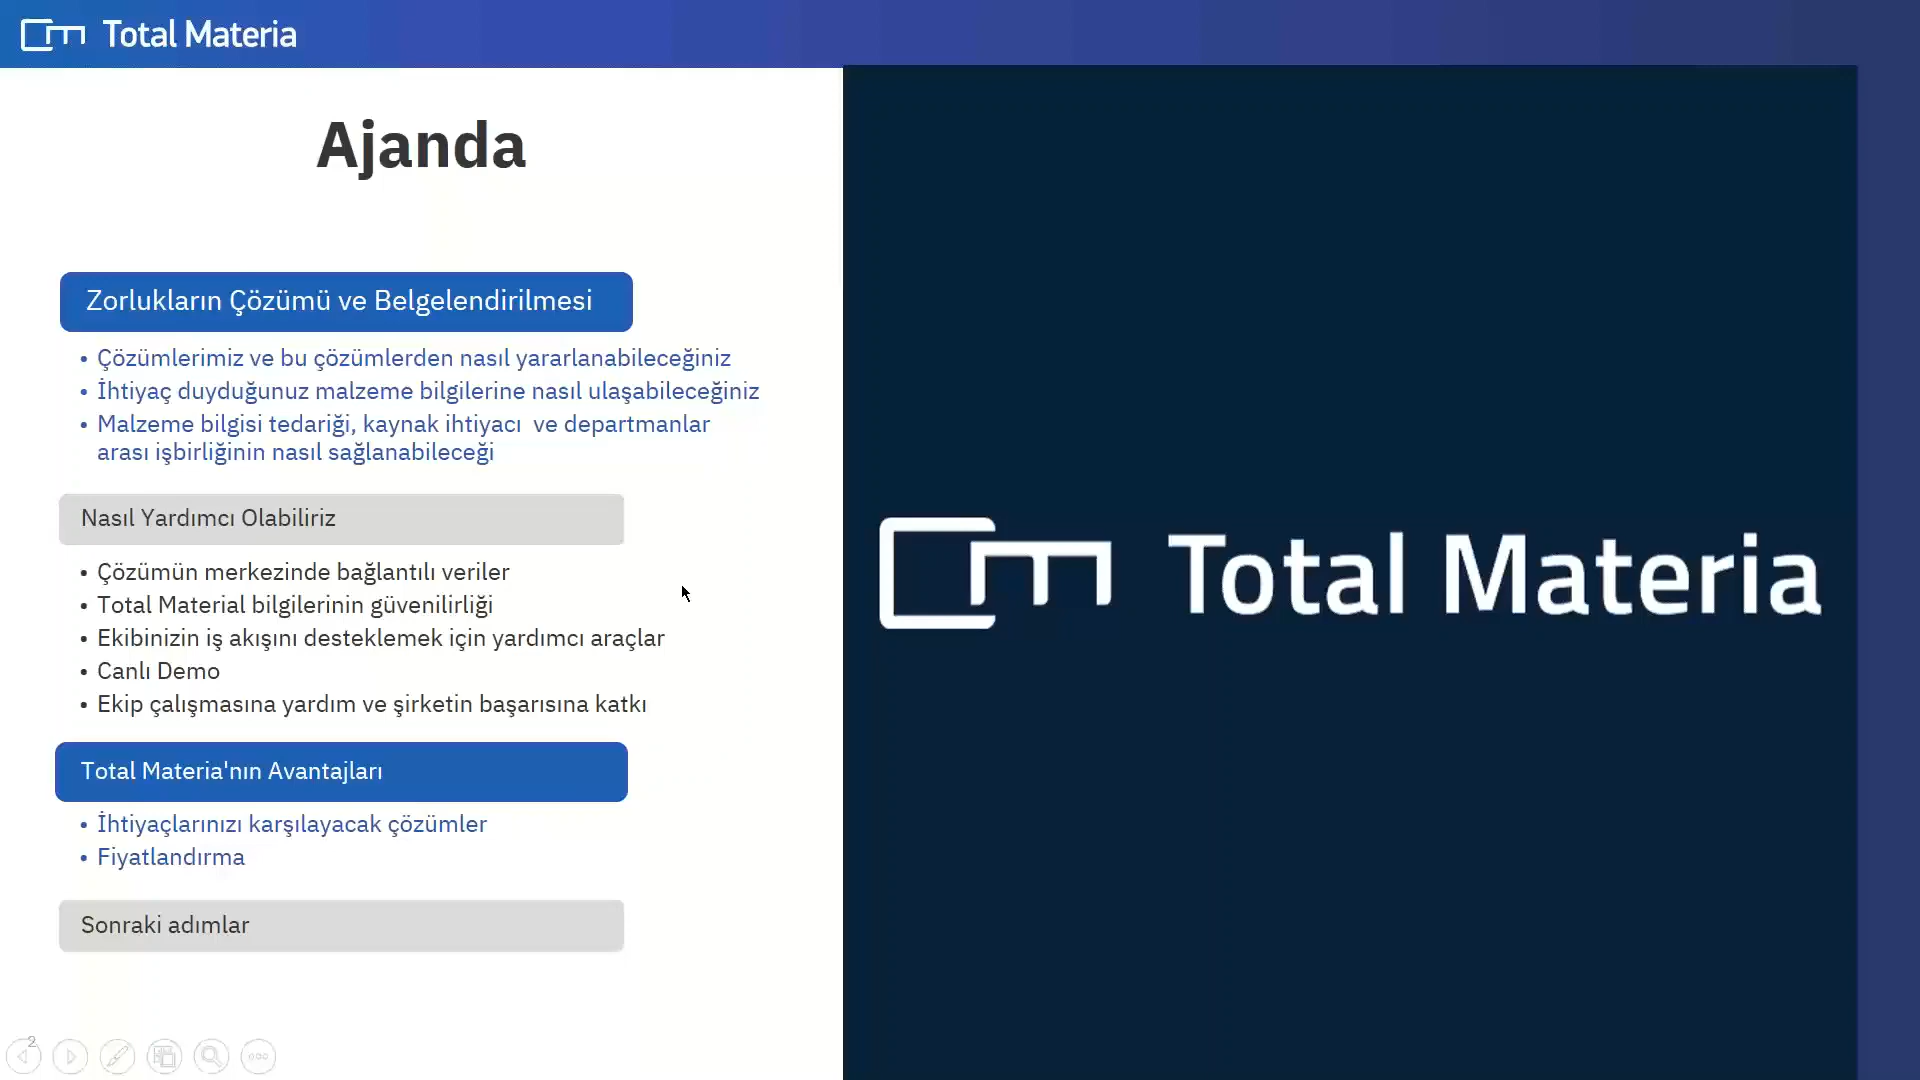 Total Materia
Ajanda
Zorlukların Çözümü ve Belgelendirilmesi
• Çözümlerimiz ve bu çözümlerden nasıl yararlanabileceğiniz
• İhtiyaç duyduğunuz malzeme bilgilerine nasıl ulaşabileceğiniz
• Malzeme bilgisi tedariği, kaynak ihtiyacı ve departmanlar
arası işbirliğinin nasıl sağlanabileceği
Nasıl Yardımcı Olabiliriz
• Çözümün merkezinde bağlantılı veriler
• Total Material bilgilerinin güvenilirliği
• Ekibinizin iş akışını desteklemek için yardımcı araçlar
• Canlı Demo
• Ekip çalışmasına yardım ve şirketin başarısına katkı
Total Materia'nın Avantajları
• İhtiyaçlarınızı karşılayacak çözümler
• Fiyatlandırma
Sonraki adımlar
2
Total Materia